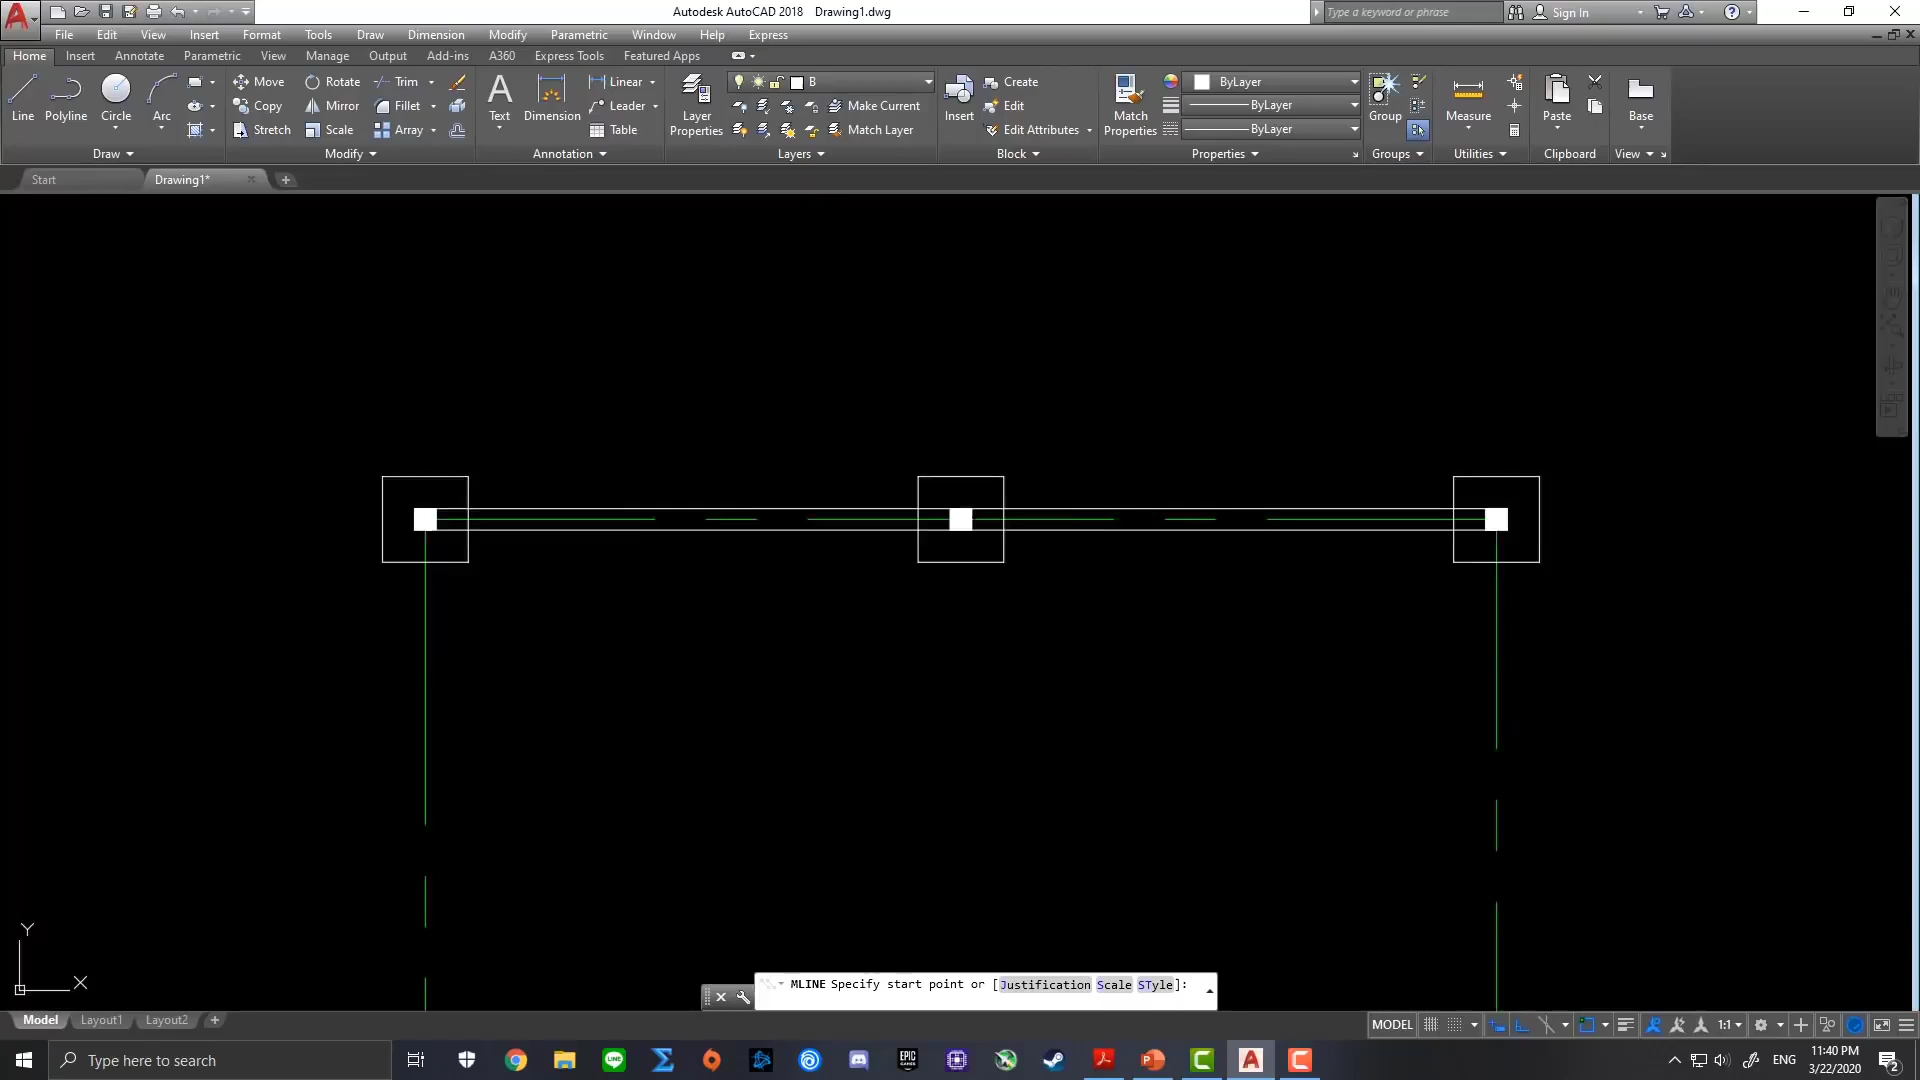 Autodesk AutoCAD 2018 Drawing1.dwg
Type a keyword or phrase
Sign In
File Edit View Insert Format Tools Draw Dimension Modify Parametric Window Help Express
Home Insert Annotate Parametric View Manage Output Add-ins A360 Express Tools Featured Apps
Line Polyline Circle Arc
Draw
Move Rotate Trim
Copy Mirror Fillet
Stretch Scale Array
Modify
Text Dimension
Linear
Leader
Table
Annotation
Layer Properties
B
Make Current
Match Layer
Layers
Insert
Create
Edit
Edit Attributes
Block
Match Properties
ByLayer
ByLayer
ByLayer
Properties
Group
Groups
Measure
Utilities
Paste
Clipboard
Base
View
Start Drawing1*
Y
X
MLINE Specify start point or [Justification Scale STyle]:
Model Layout1 Layout2
MODEL 1:1
Type here to search
EPIC GAMES
ENG
11:40 PM
3/22/2020
2